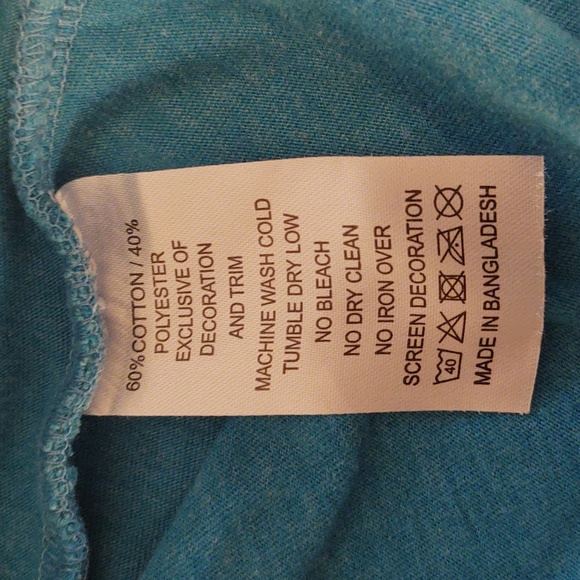 60% COTTON / 40%
POLYESTER
EXCLUSIVE OF
DECORATION
AND TRIM
MACHINE WASH COLD
TUMBLE DRY LOW
NO BLEACH
NO DRY CLEAN
NO IRON OVER
SCREEN DECORATION
40
MADE IN BANGLADESH